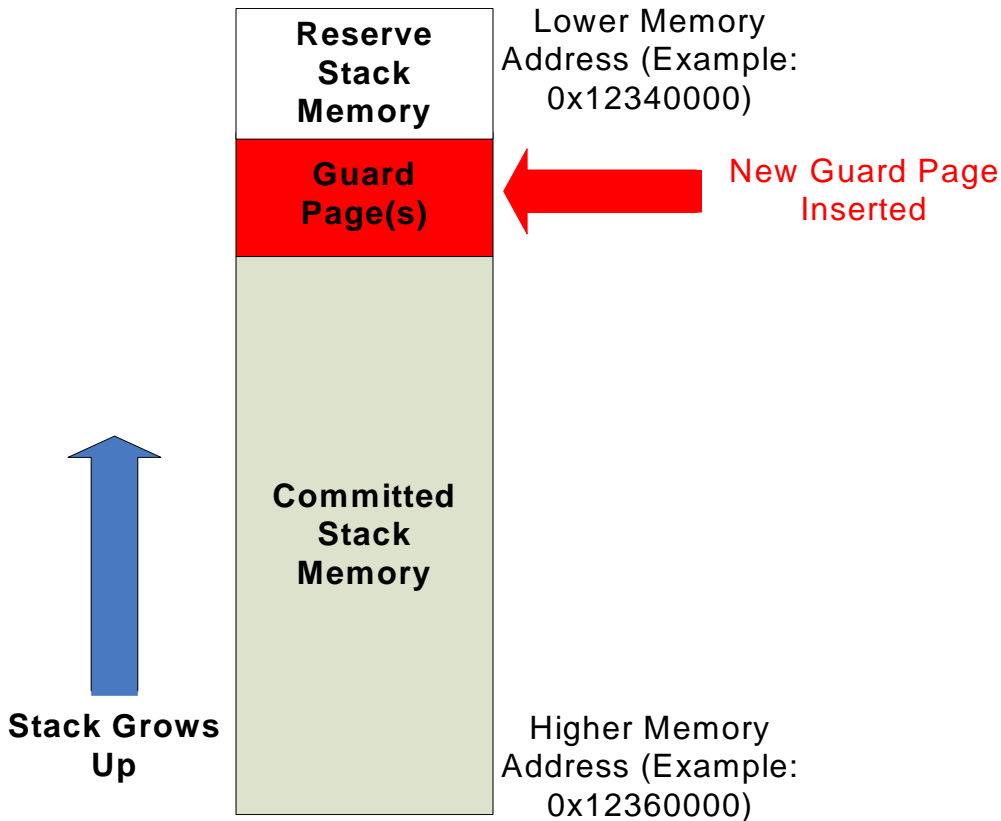 Reserve
Stack
Memory
Lower Memory
Address (Example:
0x12340000)
Guard
Page(s)
New Guard Page
Inserted
Committed
Stack
Memory
Stack Grows
Up
Higher Memory
Address (Example:
0x12360000)